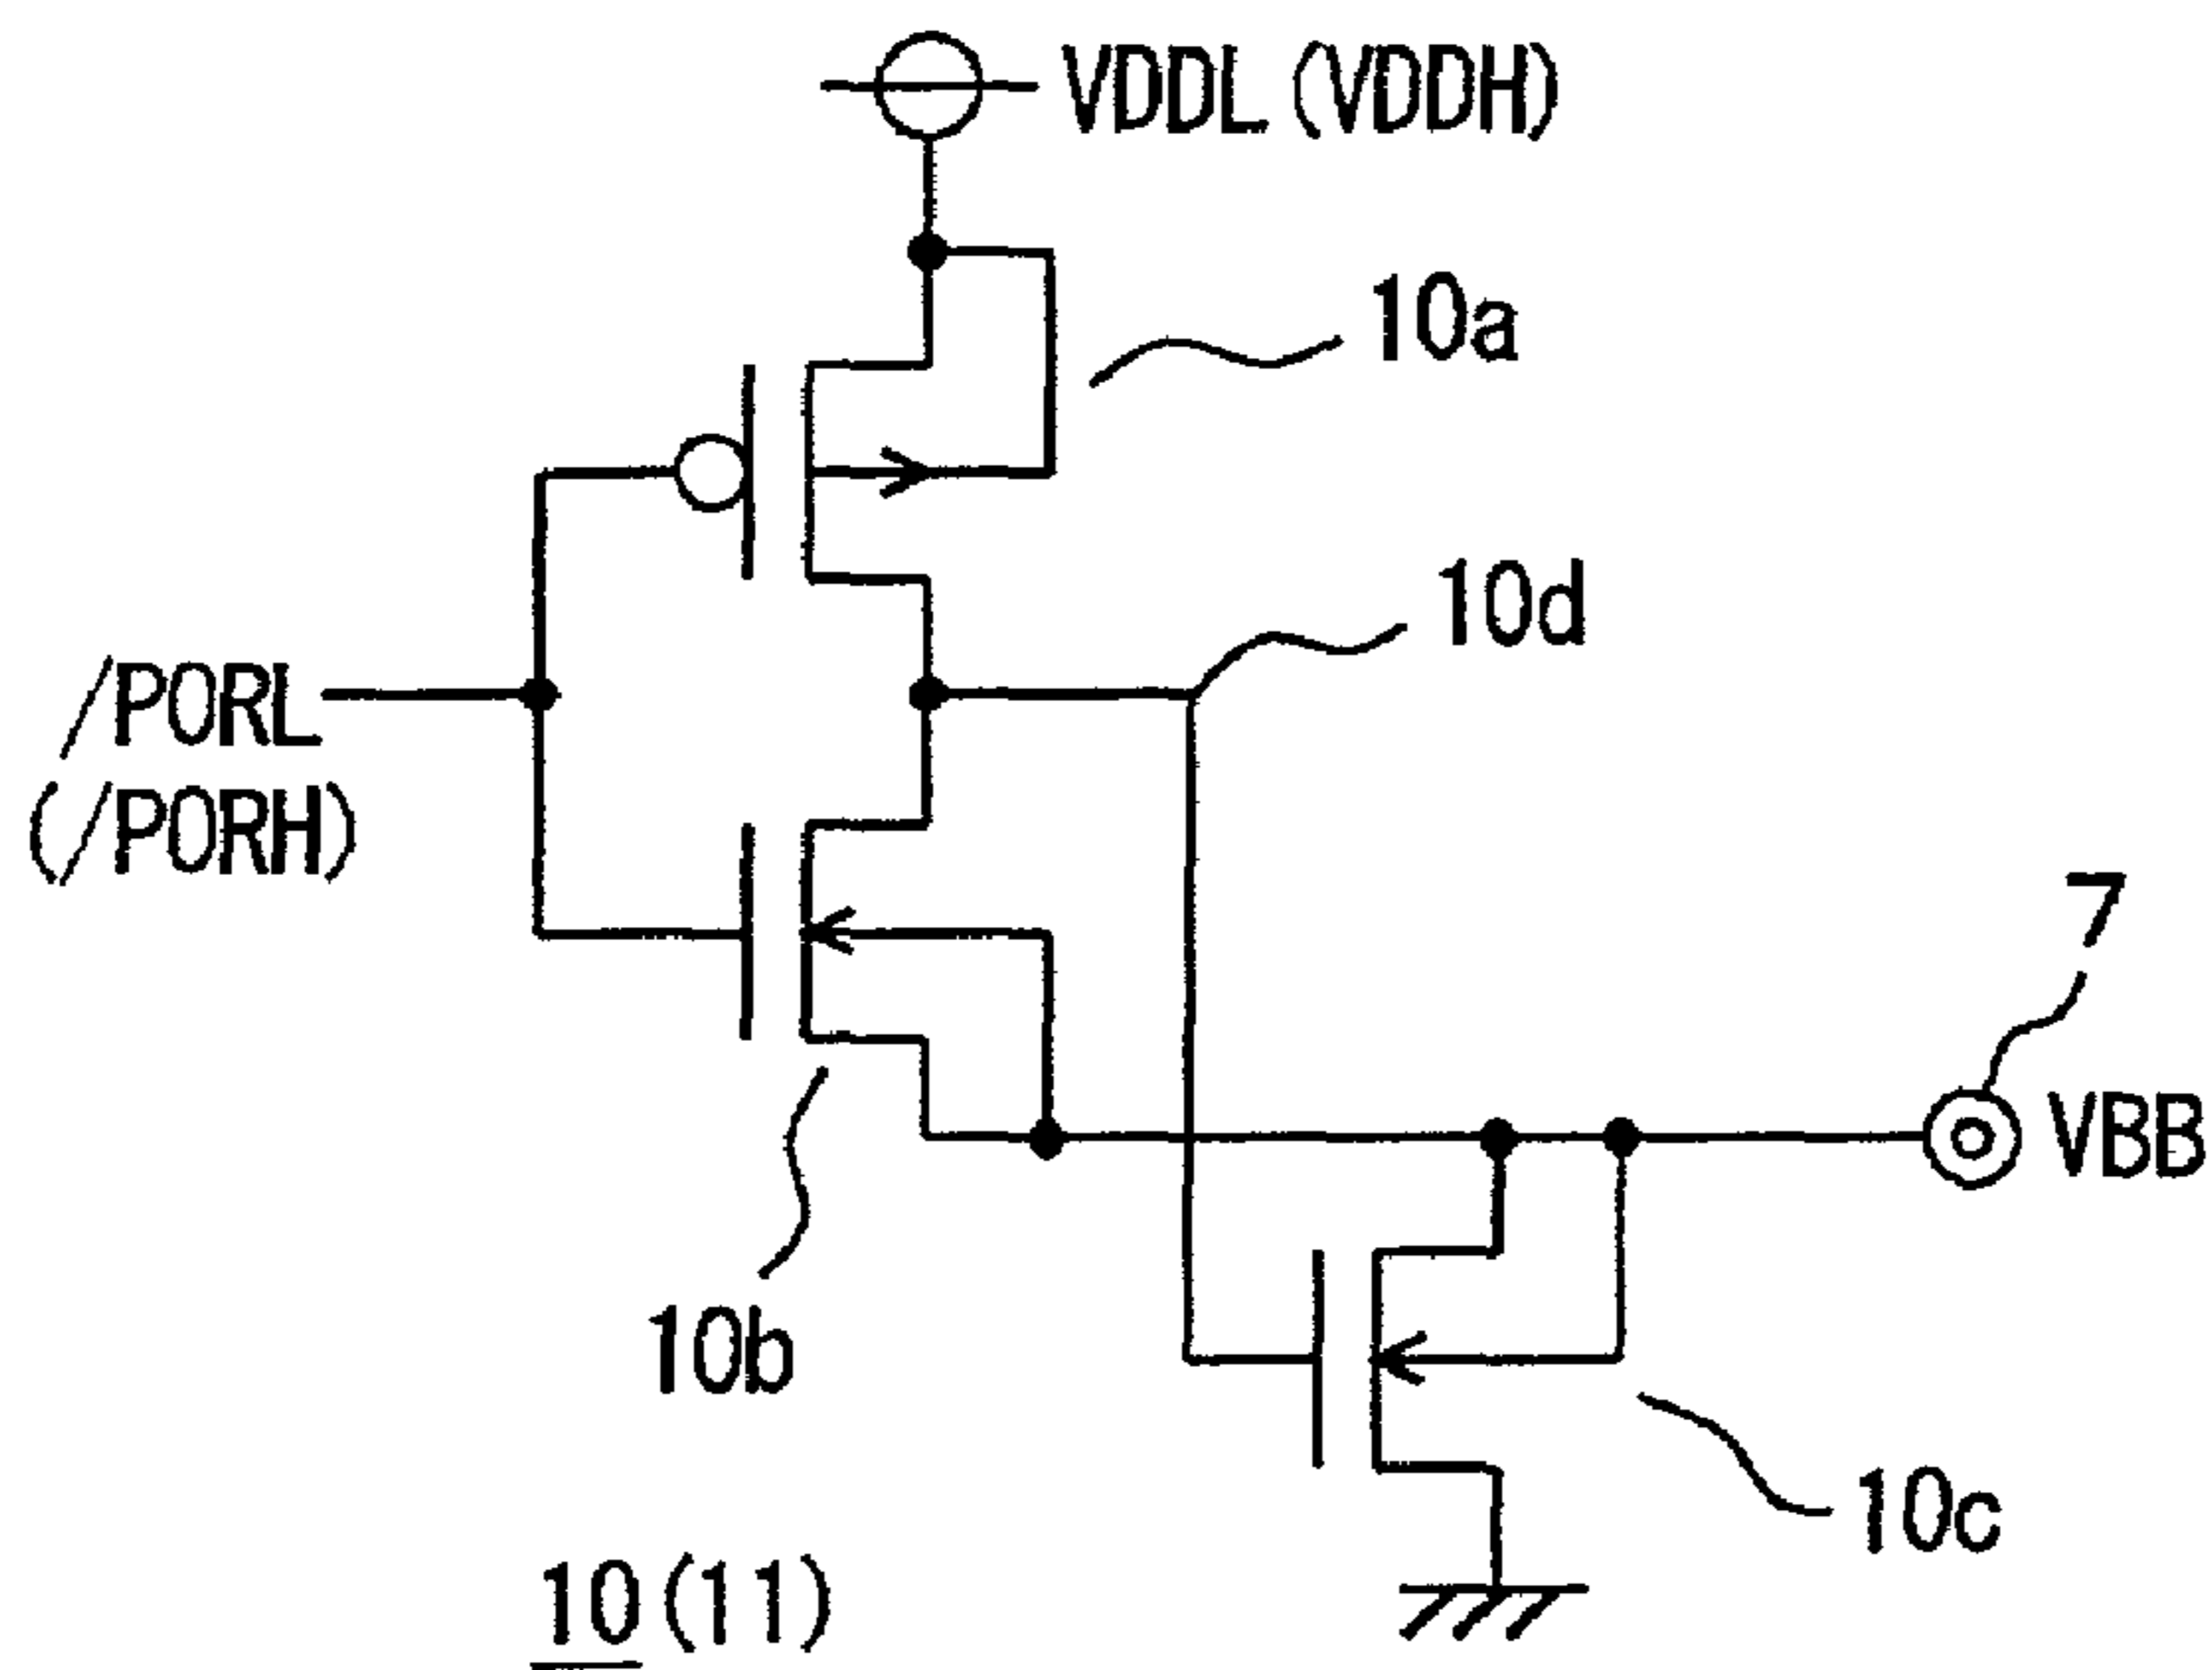 VDDL (VDDH)
10a
10d
/PORL
(/PORH)
7
VBB
10b
10c
10 (11)